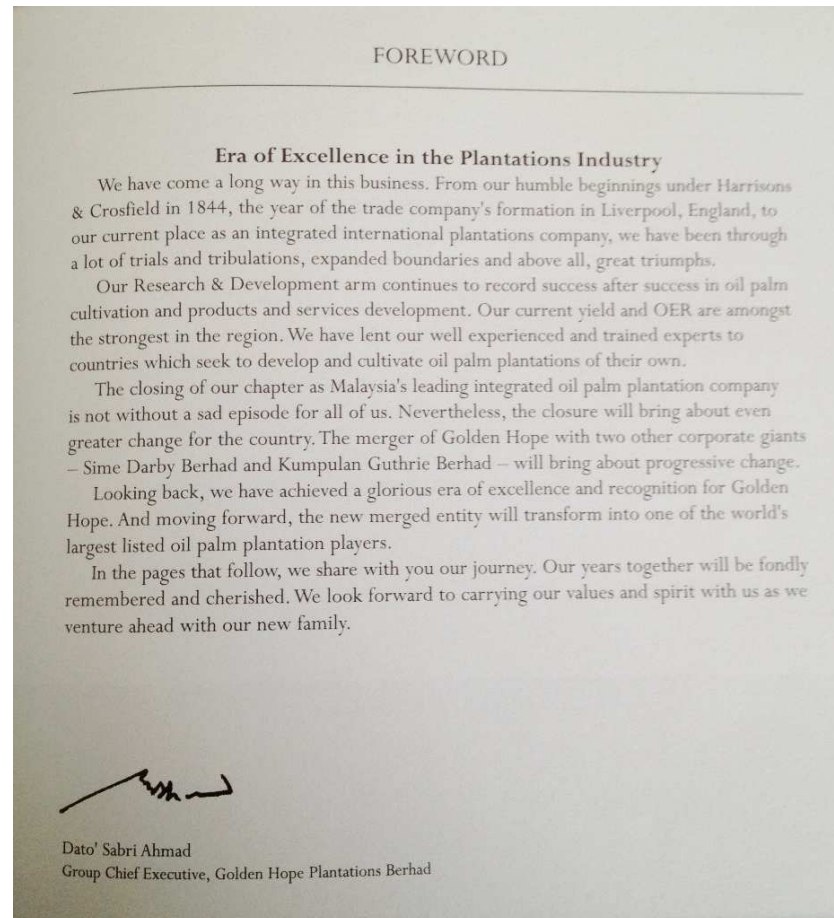 FOREWORD
Era of Excellence in the Plantations Industry
We have come a long way in this business. From our humble beginnings under Harrisons
& Crosfield in 1844, the year of the trade company's formation in Liverpool, England, to
our current place as an integrated international plantations company, we have been through
a lot of trials and tribulations, expanded boundaries and above all, great triumphs.
Our Research & Development arm continues to record success after success in oil palm
cultivation and products and services development. Our current yield and OER are amongst
the strongest in the region. We have lent our well experienced and trained experts to
countries which seek to develop and cultivate oil palm plantations of their own.
The closing of our chapter as Malaysia's leading integrated oil palm plantation company
is not without a sad episode for all of us. Nevertheless, the closure will bring about even
greater change for the country. The merger of Golden Hope with two other corporate giants
– Sime Darby Berhad and Kumpulan Guthrie Berhad – will bring about progressive change.
Looking back, we have achieved a glorious era of excellence and recognition for Golden
Hope. And moving forward, the new merged entity will transform into one of the world's
largest listed oil palm plantation players.
In the pages that follow, we share with you our journey. Our years together will be fondly
remembered and cherished. We look forward to carrying our values and spirit with us as we
venture ahead with our new family.
Dato' Sabri Ahmad
Group Chief Executive, Golden Hope Plantations Berhad